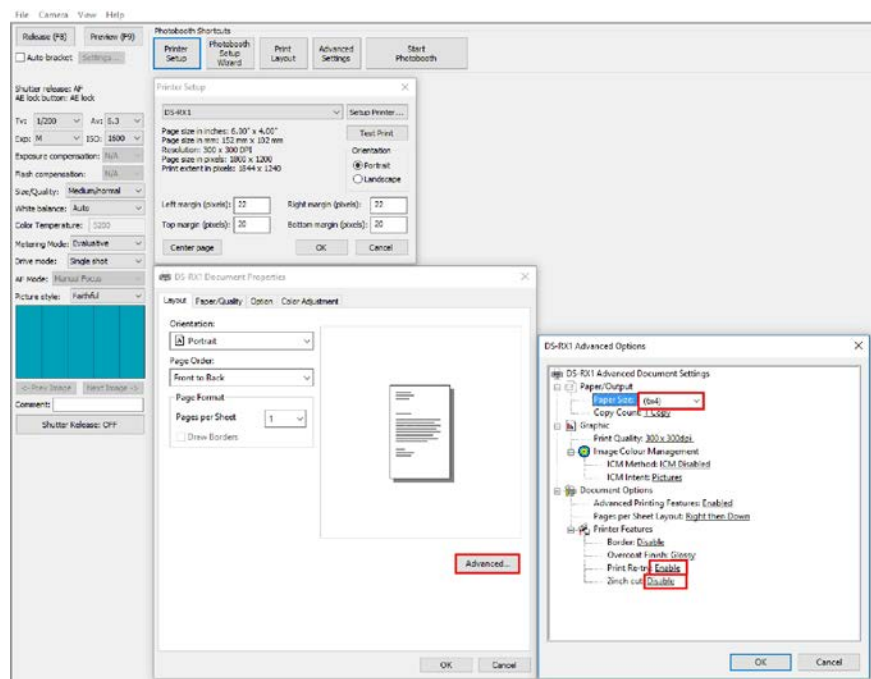 File Camera View Help
Release (F8) Preview (F9)
Auto bracket Settings...
Shutter release: AF
AE lock button: AE lock
Tv: 1/200 Av: 6.3
Exp: M ISO: 1600
Exposure compensation: N/A
Flash compensation: N/A
Size/Quality: Medium/normal
White balance: Auto
Color Temperature: 5200
Metering Mode: Evaluative
Drive mode: Single shot
AF Mode: Manual Focus
Picture style: Faithful
<- Prev Image Next Image ->
Comment:
Shutter Release: OFF
Photobooth Shortcuts
Printer Setup
Photobooth Setup Wizard
Print Layout
Advanced Settings
Start Photobooth
Printer Setup
DS-RX1 Setup Printer...
Page size in inches: 6.00" x 4.00"
Page size in mm: 152 mm x 102 mm
Resolution: 300 x 300 DPI
Page size in pixels: 1800 x 1200
Print extent in pixels: 1844 x 1240
Test Print
Orientation
Portrait
Landscape
Left margin (pixels): 22 Right margin (pixels): 22
Top margin (pixels): 20 Bottom margin (pixels): 20
Center page OK Cancel
DS-RX1 Document Properties
Layout Paper/Quality Option Color Adjustment
Orientation:
Portrait
Page Order:
Front to Back
Page Format
Pages per Sheet 1
Draw Borders
Advanced...
OK Cancel
DS-RX1 Advanced Options
DS-RX1 Advanced Document Settings
Paper/Output
Paper Size: (6x4)
Copy Count: 1 Copy
Graphic
Print Quality: 300 x 300dpi
Image Colour Management
ICM Method: ICM Disabled
ICM Intent: Pictures
Document Options
Advanced Printing Features: Enabled
Pages per Sheet Layout: Right then Down
Printer Features
Border: Disable
Overcoat Finish: Glossy
Print Re-try: Enable
2inch cut: Disable
OK Cancel